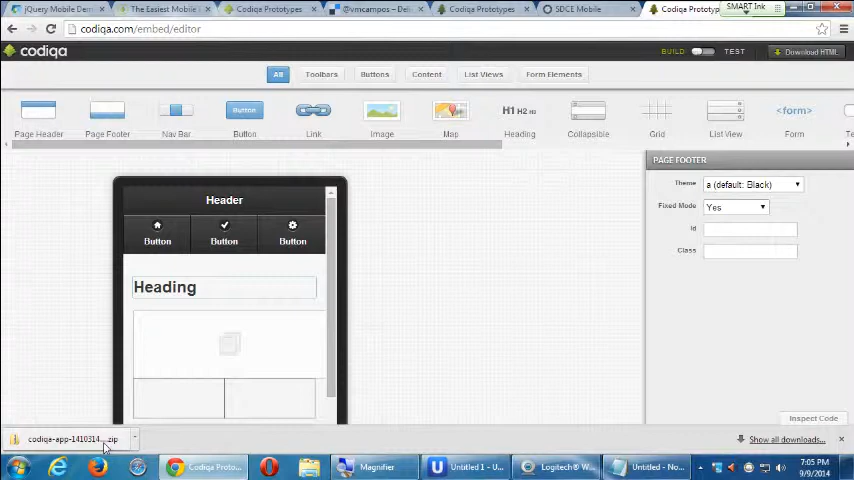 jQuery Mobile Dem
The Easiest Mobile
Codiqa Prototypes
@vmcampos – Deli
Codiqa Prototypes
SDCE Mobile
Codiqa Prototyp
SMART Ink
codiqa.com/embed/editor
codiqa
BUILD
TEST
Download HTML
All
Toolbars
Buttons
Content
List Views
Form Elements
Button
H1 H2 H3
<form>
Page Header
Page Footer
Nav Bar
Button
Link
Image
Map
Heading
Collapsible
Grid
List View
Form
PAGE FOOTER
Theme
a (default: Black)
Fixed Mode
Yes
Id
Class
Header
Button
Button
Button
Heading
Inspect Code
codiqa-app-1410314....zip
Show all downloads...
Codiqa Proto...
Magnifier
Untitled 1 - U...
Logitech® W...
Untitled - No...
7:05 PM
9/9/2014